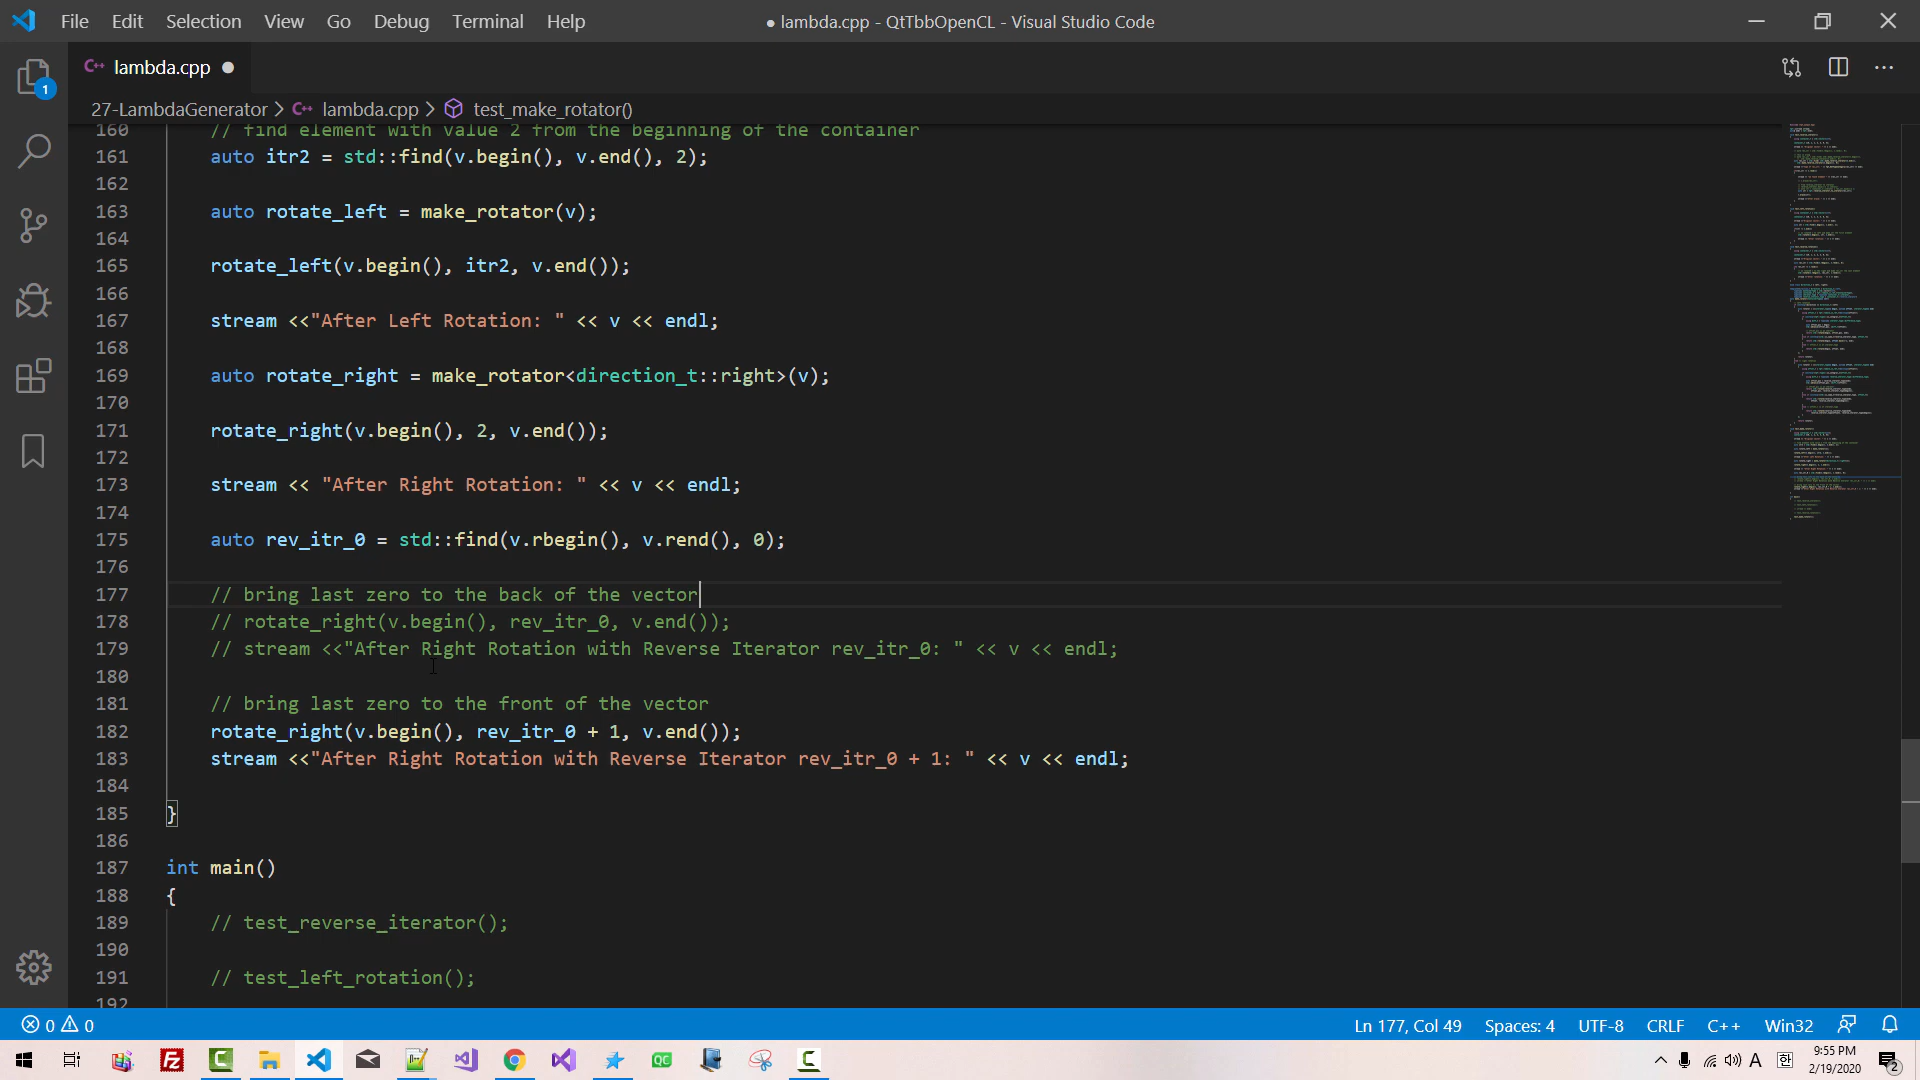 File Edit Selection View Go Debug Terminal Help
● lambda.cpp - QtTbbOpenCL - Visual Studio Code
C++ lambda.cpp ●
27-LambdaGenerator > C++ lambda.cpp > test_make_rotator()
160 // find element with value 2 from the beginning of the container
161 auto itr2 = std::find(v.begin(), v.end(), 2);
162
163 auto rotate_left = make_rotator(v);
164
165 rotate_left(v.begin(), itr2, v.end());
166
167 stream <<"After Left Rotation: " << v << endl;
168
169 auto rotate_right = make_rotator<direction_t::right>(v);
170
171 rotate_right(v.begin(), 2, v.end());
172
173 stream << "After Right Rotation: " << v << endl;
174
175 auto rev_itr_0 = std::find(v.rbegin(), v.rend(), 0);
176
177 // bring last zero to the back of the vector
178 // rotate_right(v.begin(), rev_itr_0, v.end());
179 // stream <<"After Right Rotation with Reverse Iterator rev_itr_0: " << v << endl;
180
181 // bring last zero to the front of the vector
182 rotate_right(v.begin(), rev_itr_0 + 1, v.end());
183 stream <<"After Right Rotation with Reverse Iterator rev_itr_0 + 1: " << v << endl;
184
185 }
186
187 int main()
188 {
189 // test_reverse_iterator();
190
191 // test_left_rotation();
192
1
0 0
Ln 177, Col 49 Spaces: 4 UTF-8 CRLF C++ Win32
A 한 9:55 PM
2/19/2020
2